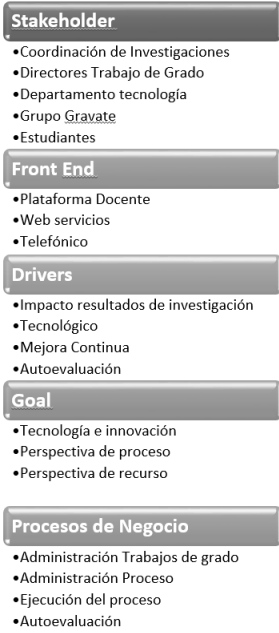 Stakeholder
•Coordinación de Investigaciones
•Directores Trabajo de Grado
•Departamento tecnología
•Grupo Gravate
•Estudiantes
Front End
•Plataforma Docente
•Web servicios
•Telefónico
Drivers
•Impacto resultados de investigación
•Tecnológico
•Mejora Continua
•Autoevaluación
Goal
•Tecnología e innovación
•Perspectiva de proceso
•Perspectiva de recurso
Procesos de Negocio
•Administración Trabajos de grado
•Administración Proceso
•Ejecución del proceso
•Autoevaluación